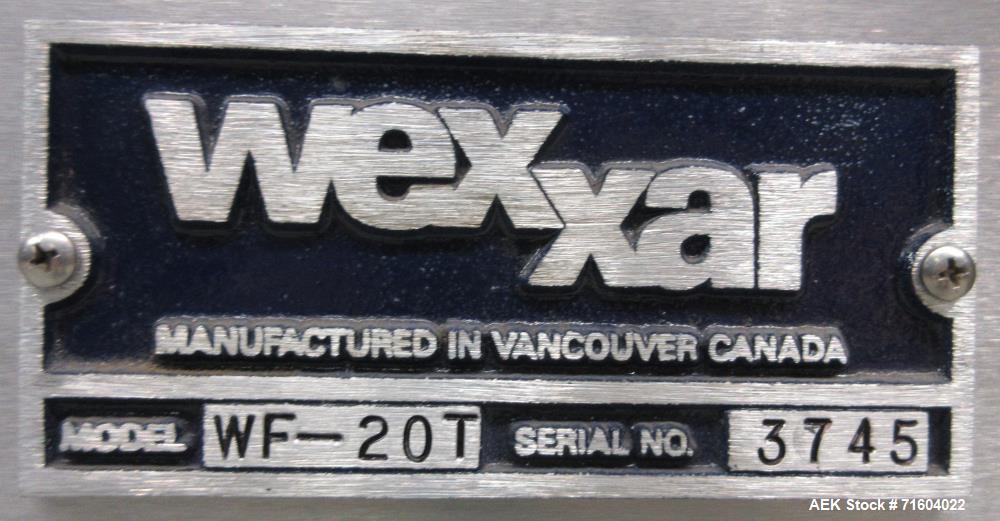 wexxar
MANUFACTURED IN VANCOUVER CANADA
MODEL WF-20T SERIAL NO. 3745
AEK Stock # 71604022